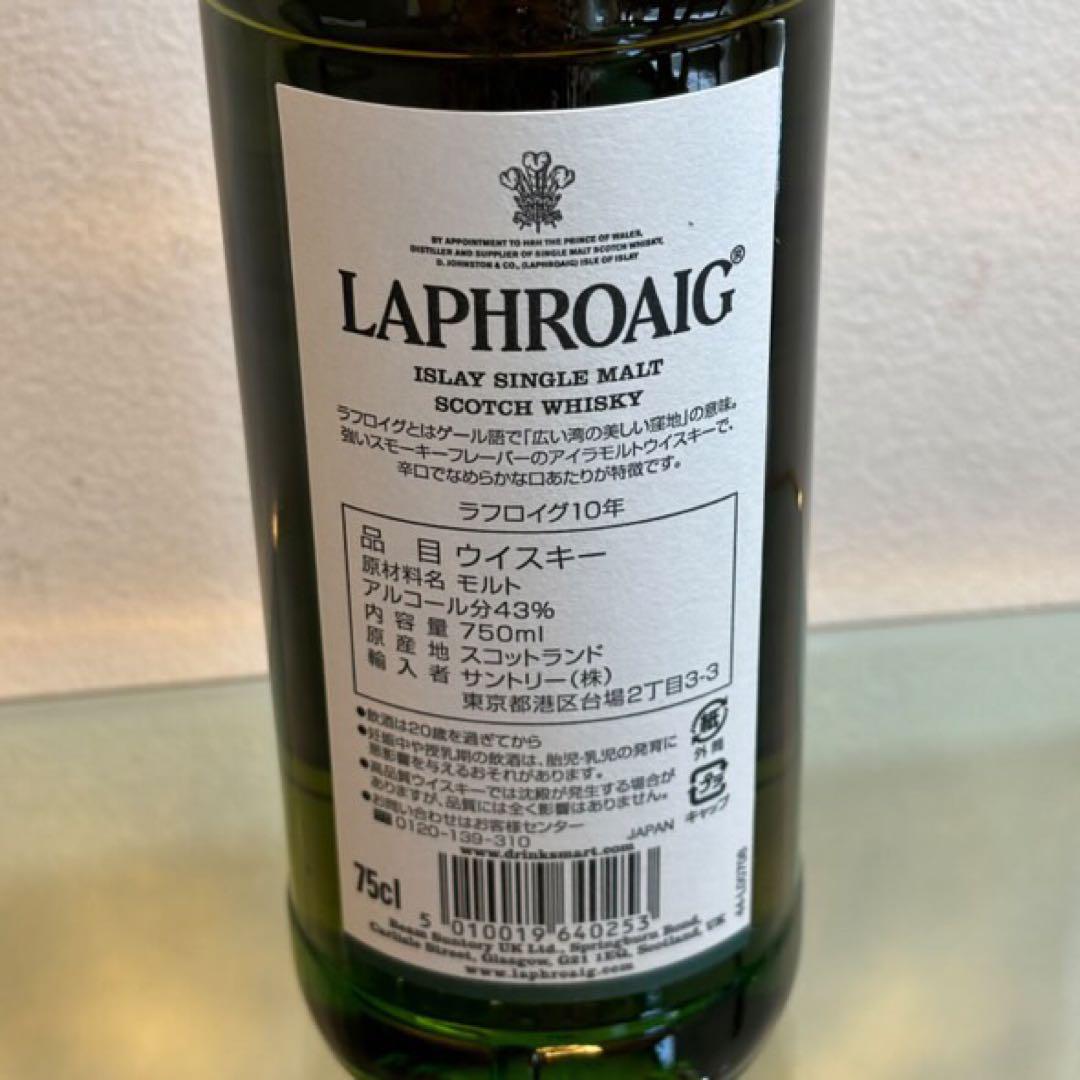 BY APPOINTMENT TO HRH THE PRINCE OF WALES,
DISTILLER AND SUPPLIER OF SINGLE MALT SCOTCH WHISKY,
D. JOHNSTON & CO., (LAPHROAIG) ISLE OF ISLAY
LAPHROAIG®
ISLAY SINGLE MALT
SCOTCH WHISKY
ラフロイグとはゲール語で「広い湾の美しい窪地」の意味。
強いスモーキーフレーバーのアイラモルトウイスキーで、
辛口でなめらかな口あたりが特徴です。
ラフロイグ10年
品 目 ウイスキー
原材料名 モルト
アルコール分43%
内容量 750ml
原産地 スコットランド
輸入者 サントリー(株)
東京都港区台場2丁目3-3
●飲酒は20歳を過ぎてから
●妊娠中や授乳期の飲酒は、胎児・乳児の発育に
悪影響を与えるおそれがあります。
●高品質ウイスキーでは沈殿が発生する場合が
ありますが、品質には全く影響はありません。
●お問い合わせはお客様センター
☎0120-139-310
紙
外箱
プラ
キャップ
JAPAN
www.drinksmart.com
75cl
5 010019 640253
Beam Suntory UK Ltd., Springburn Bond,
Carlisle Street, Glasgow, G21 1EQ, Scotland, UK
www.laphroaig.com